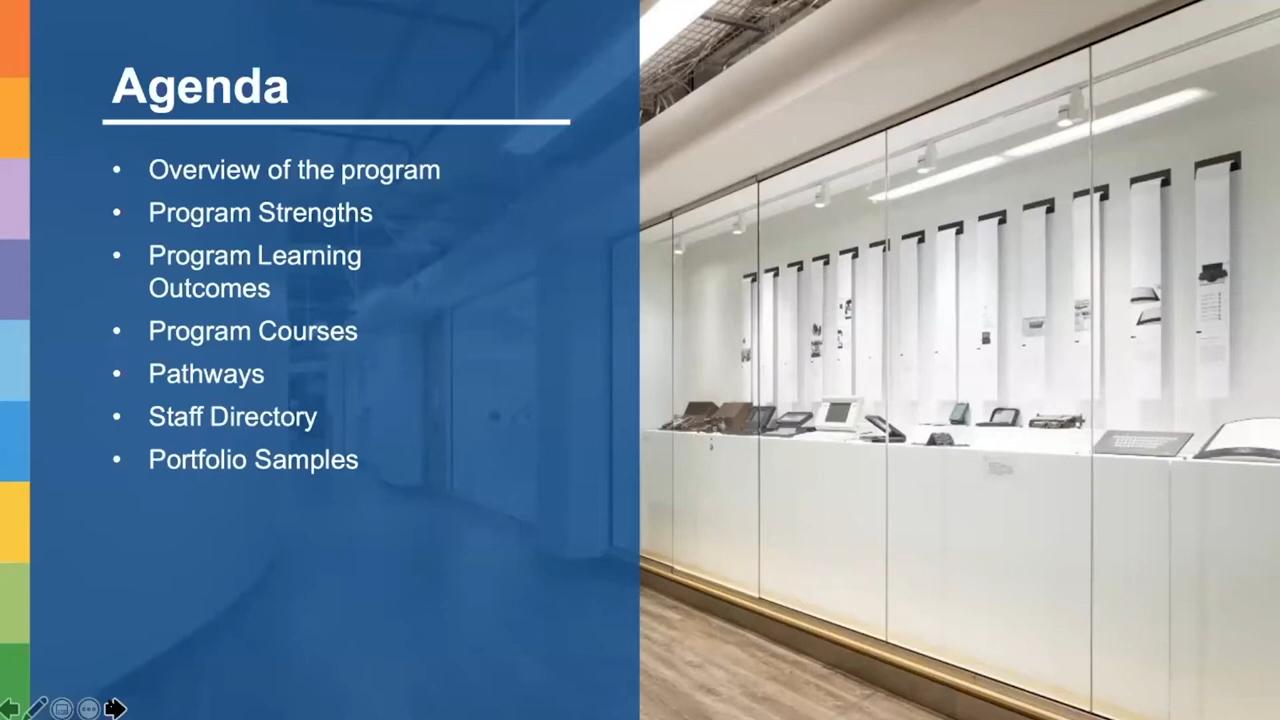 Agenda
• Overview of the program
• Program Strengths
• Program Learning
Outcomes
• Program Courses
• Pathways
• Staff Directory
• Portfolio Samples